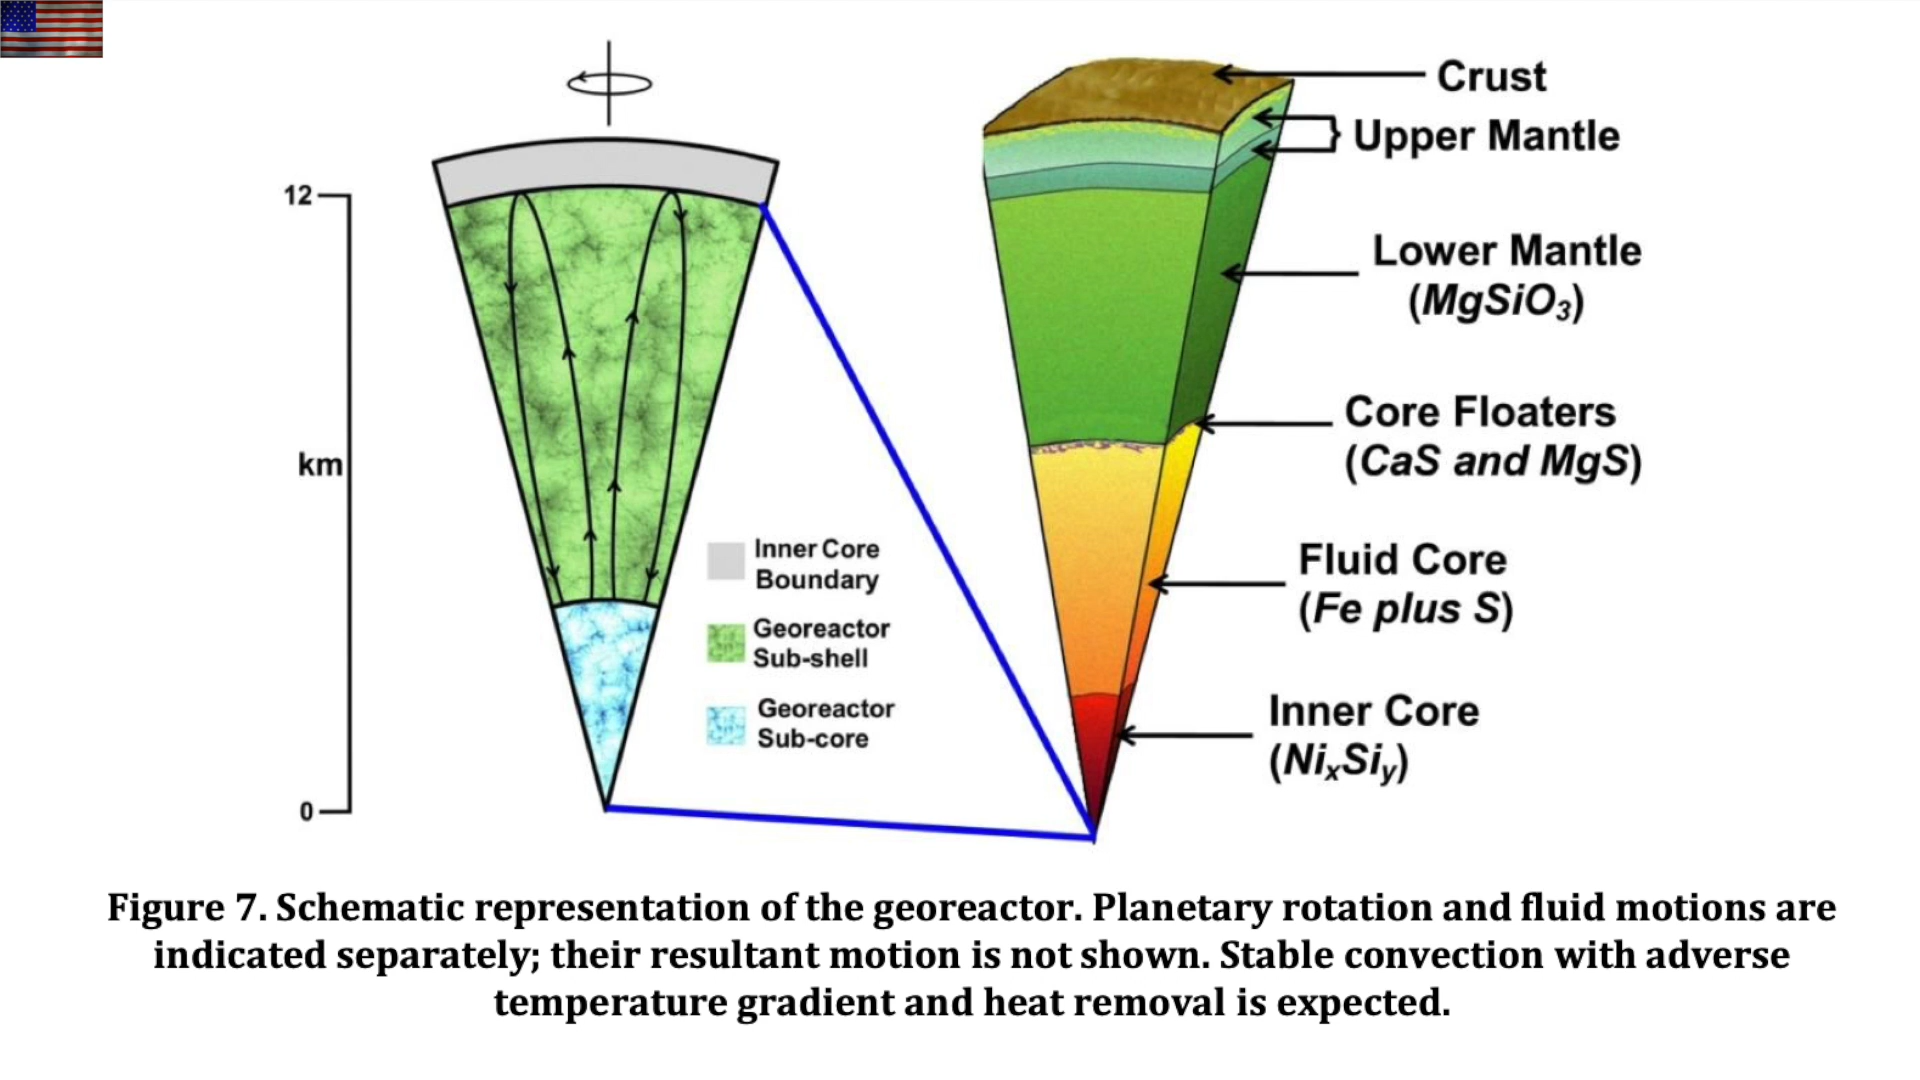 12
km
0
Inner Core
Boundary
Georeactor
Sub-shell
Georeactor
Sub-core
Crust
Upper Mantle
Lower Mantle
(MgSiO₃)
Core Floaters
(CaS and MgS)
Fluid Core
(Fe plus S)
Inner Core
(NiₓSiy)
Figure 7. Schematic representation of the georeactor. Planetary rotation and fluid motions are
indicated separately; their resultant motion is not shown. Stable convection with adverse
temperature gradient and heat removal is expected.